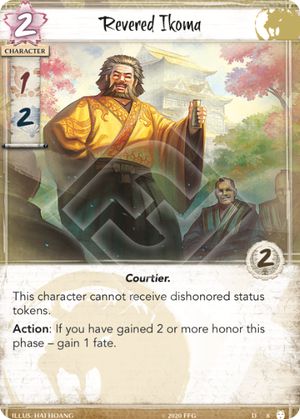 2
Revered Ikoma
CHARACTER
1
2
2
Courtier.
This character cannot receive dishonored status
tokens.
Action: If you have gained 2 or more honor this
phase – gain 1 fate.
ILLUS: HAI HOANG
© 2020 FFG
D
8